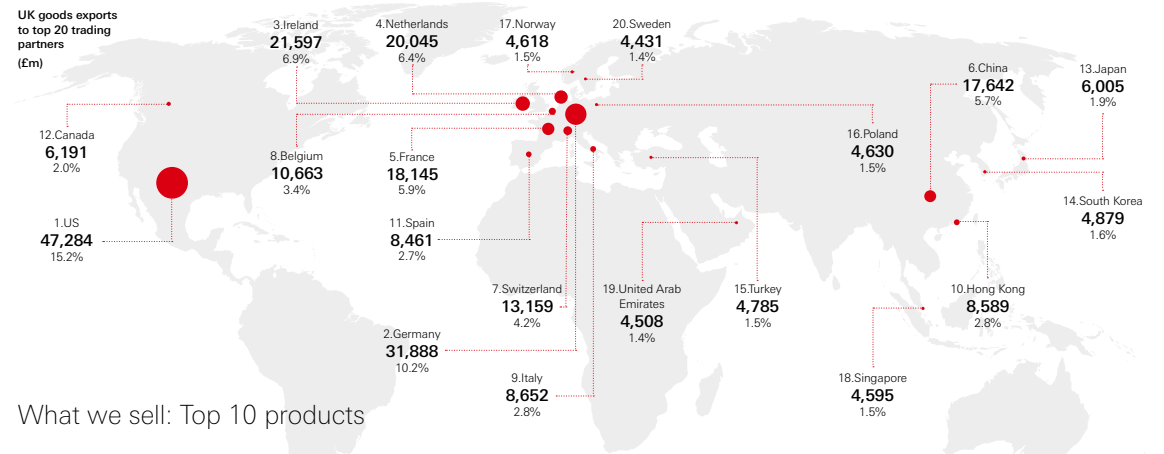 UK goods exports
to top 20 trading
partners
(£m)
3.Ireland
21,597
6.9%
4.Netherlands
20,045
6.4%
17.Norway
4,618
1.5%
20.Sweden
4,431
1.4%
6.China
17,642
5.7%
13.Japan
6,005
1.9%
12.Canada
6,191
2.0%
8.Belgium
10,663
3.4%
5.France
18,145
5.9%
16.Poland
4,630
1.5%
1.US
47,284
15.2%
11.Spain
8,461
2.7%
14.South Korea
4,879
1.6%
7.Switzerland
13,159
4.2%
19.United Arab
Emirates
4,508
1.4%
15.Turkey
4,785
1.5%
10.Hong Kong
8,589
2.8%
2.Germany
31,888
10.2%
9.Italy
8,652
2.8%
18.Singapore
4,595
1.5%
What we sell: Top 10 products